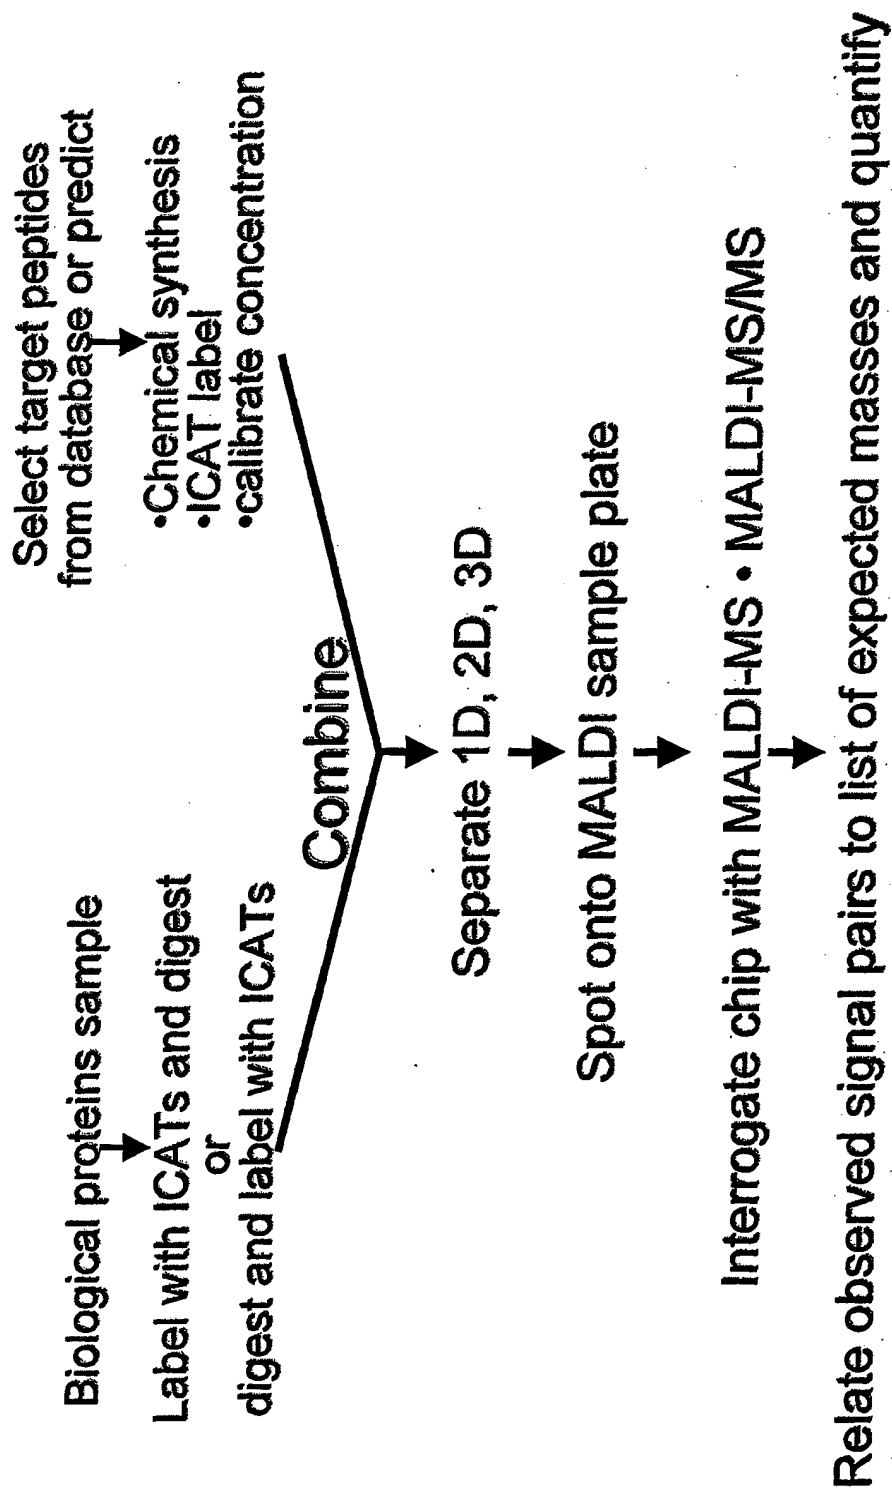 Biological proteins sample
Label with ICATs and digest
or
digest and label with ICATs
Select target peptides
from database or predict
•Chemical synthesis
•ICAT label
•calibrate concentration
Combine
Separate 1D, 2D, 3D
Spot onto MALDI sample plate
Interrogate chip with MALDI-MS • MALDI-MS/MS
Relate observed signal pairs to list of expected masses and quantify